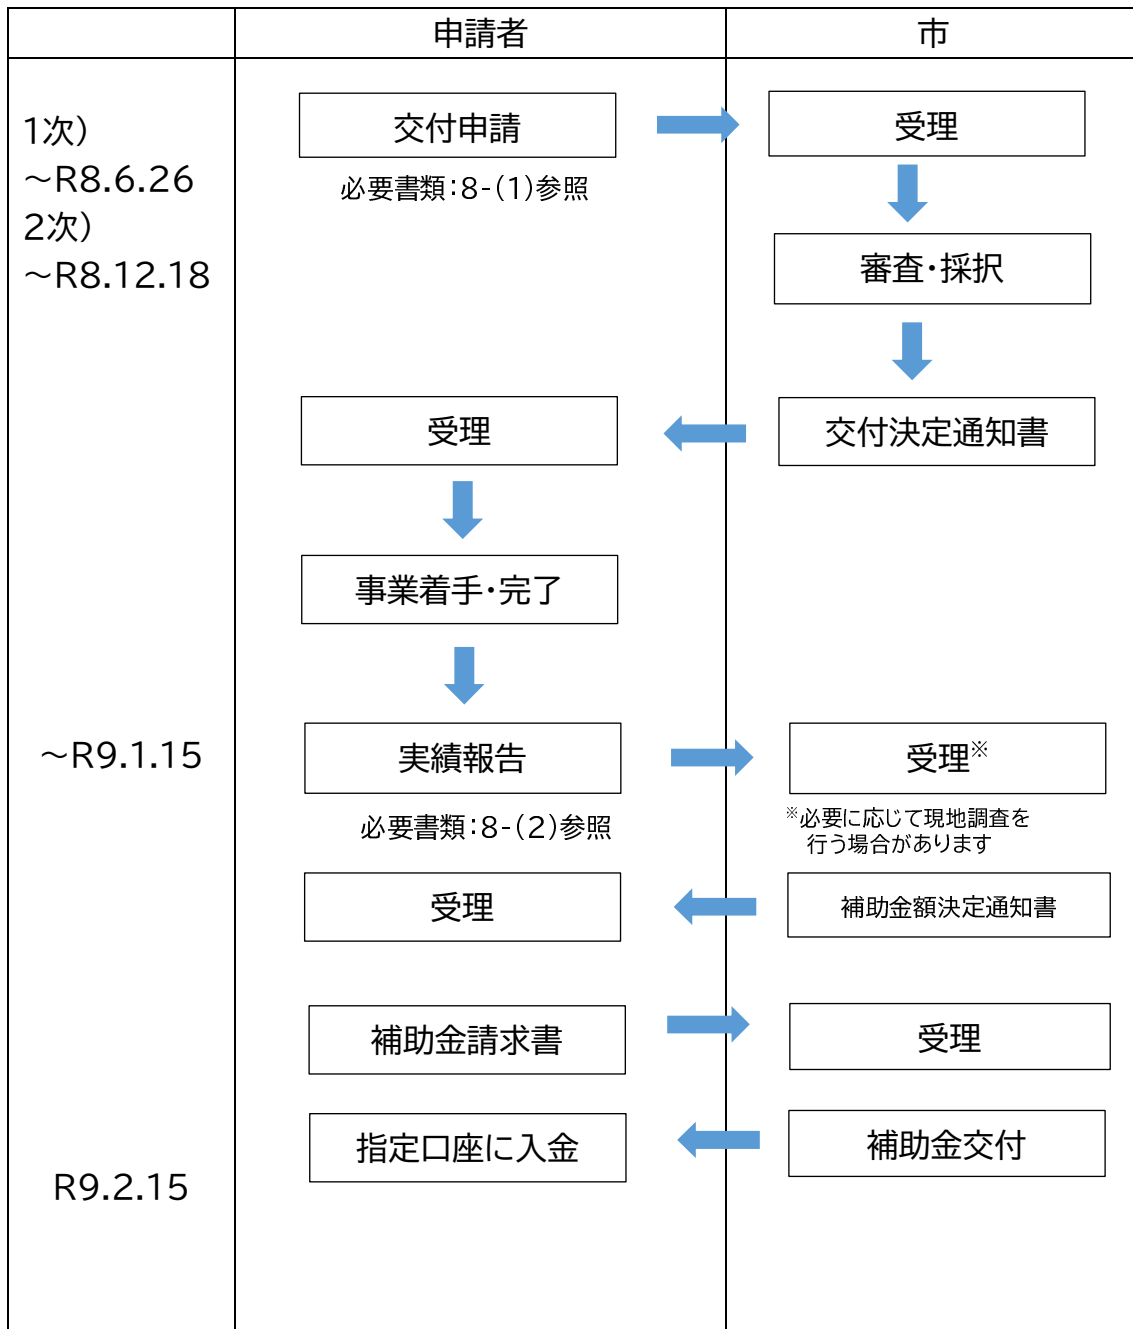 申請者
市
1次)
～R8.6.26
2次)
～R8.12.18
交付申請
受理
必要書類：8-(1)参照
審査・採択
受理
交付決定通知書
事業着手・完了
～R9.1.15
実績報告
受理※
必要書類：8-(2)参照
※必要に応じて現地調査を
行う場合があります
受理
補助金額決定通知書
補助金請求書
受理
指定口座に入金
補助金交付
R9.2.15